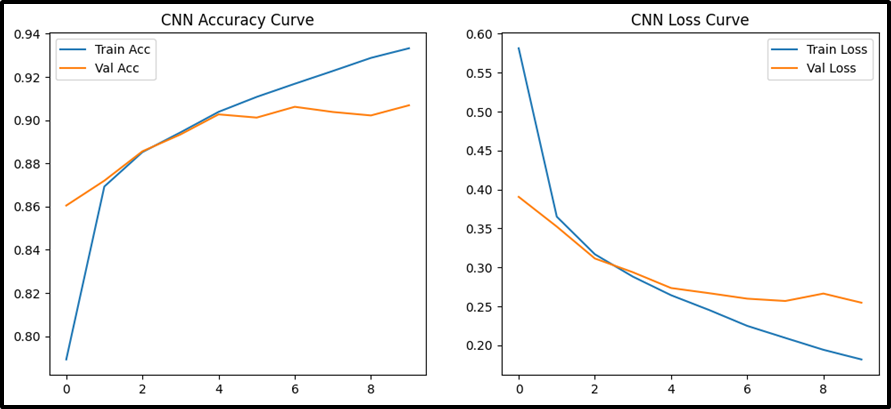 CNN Accuracy Curve
0.94
0.92
0.90
0.88
0.86
0.84
0.82
0.80
0 2 4 6 8
Train Acc
Val Acc
CNN Loss Curve
0.60
0.55
0.50
0.45
0.40
0.35
0.30
0.25
0.20
0 2 4 6 8
Train Loss
Val Loss